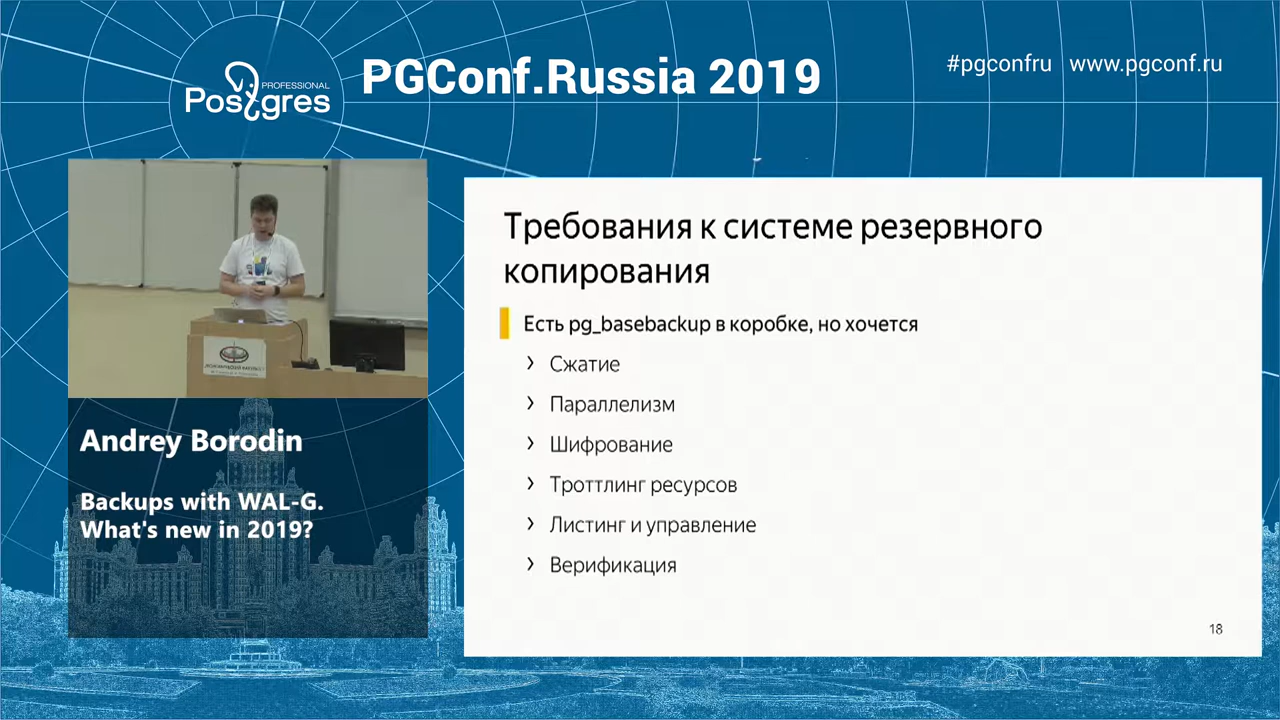 PROFESSIONAL
Postgres
PGConf.Russia 2019
#pgconfru www.pgconf.ru
Andrey Borodin
Backups with WAL-G.
What's new in 2019?
Требования к системе резервного
копирования
Есть pg_basebackup в коробке, но хочется
› Сжатие
› Параллелизм
› Шифрование
› Троттлинг ресурсов
› Листинг и управление
› Верификация
18